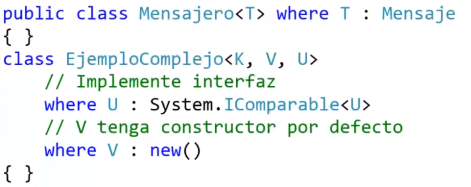 public class Mensajero<T> where T : Mensaje
{ }
class EjemploComplejo<K, V, U>
    // Implemente interfaz
    where U : System.IComparable<U>
    // V tenga constructor por defecto
    where V : new()
{ }